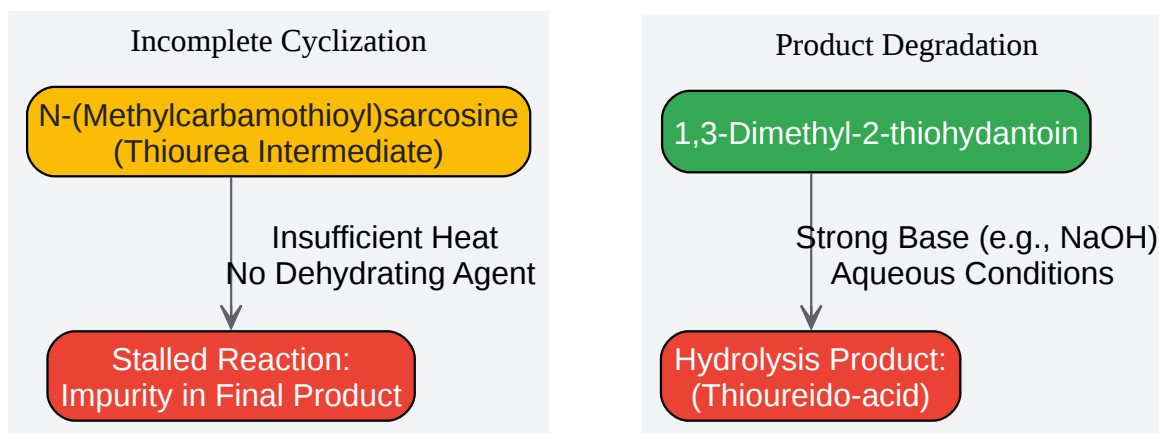 Incomplete Cyclization
N-(Methylcarbamothioyl)sarcosine
(Thiourea Intermediate)
Insufficient Heat
No Dehydrating Agent
Stalled Reaction:
Impurity in Final Product
Product Degradation
1,3-Dimethyl-2-thiohydantoin
Strong Base (e.g., NaOH)
Aqueous Conditions
Hydrolysis Product:
(Thioureido-acid)